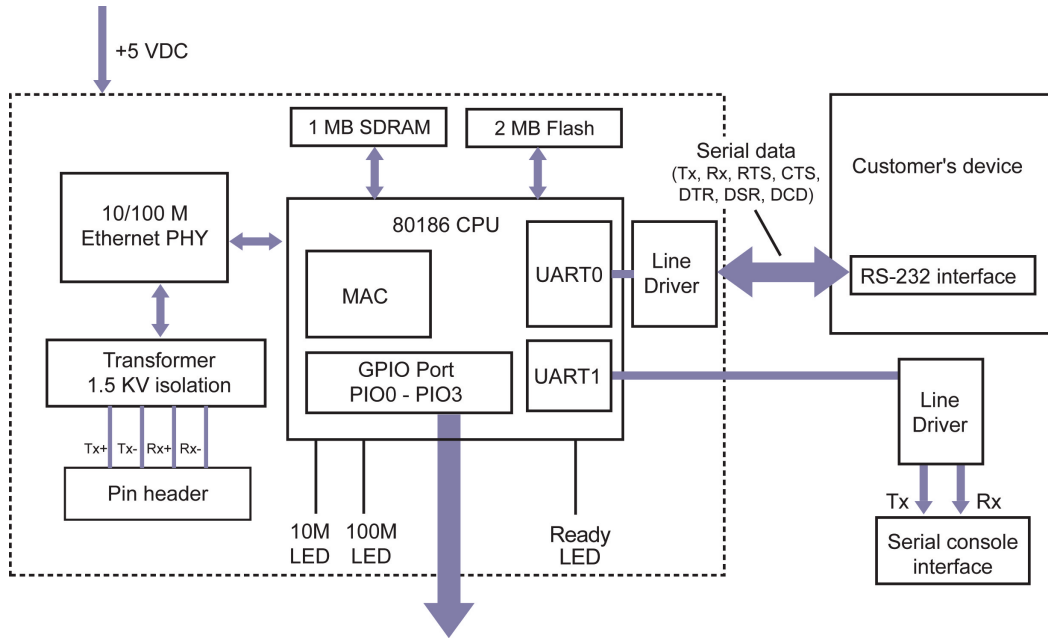 +5 VDC
1 MB SDRAM
2 MB Flash
Serial data
(Tx, Rx, RTS, CTS,
DTR, DSR, DCD)
Customer's device
RS-232 interface
10/100 M
Ethernet PHY
80186 CPU
MAC
UART0
Line
Driver
Transformer
1.5 KV isolation
GPIO Port
PIO0 - PIO3
UART1
Line
Driver
Tx+ Tx- Rx+ Rx-
Pin header
10M
LED
100M
LED
Ready
LED
Tx Rx
Serial console
interface